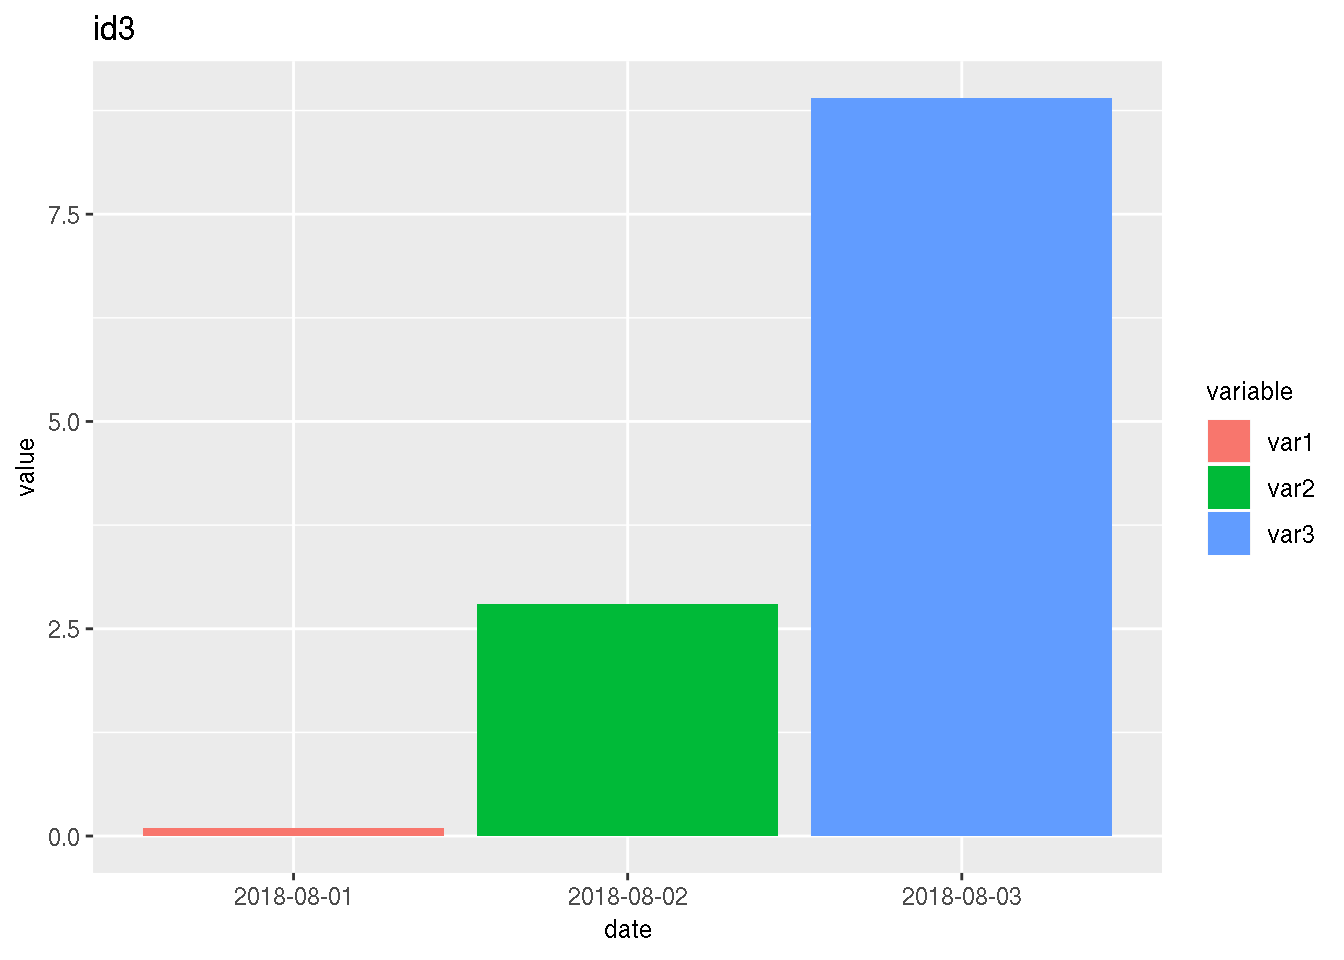 id3
value
7.5
5.0
2.5
0.0
2018-08-01
2018-08-02
2018-08-03
date
variable
var1
var2
var3